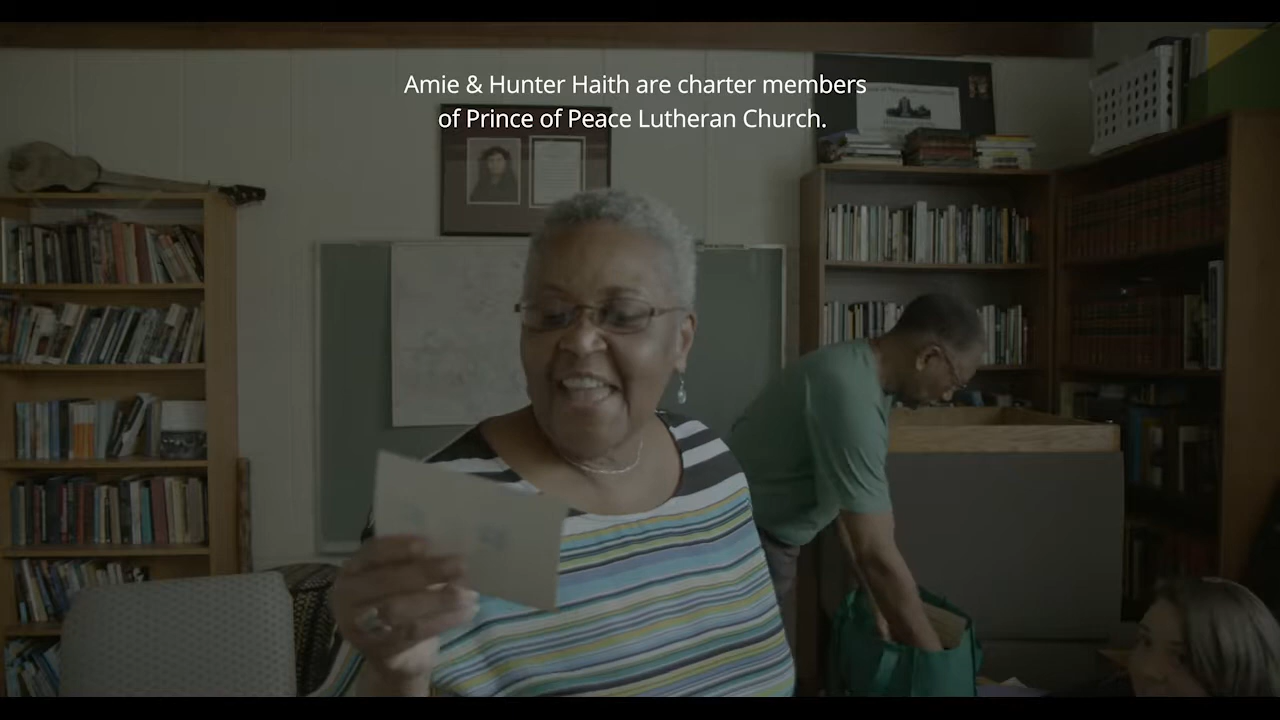 Amie & Hunter Haith are charter members
of Prince of Peace Lutheran Church.